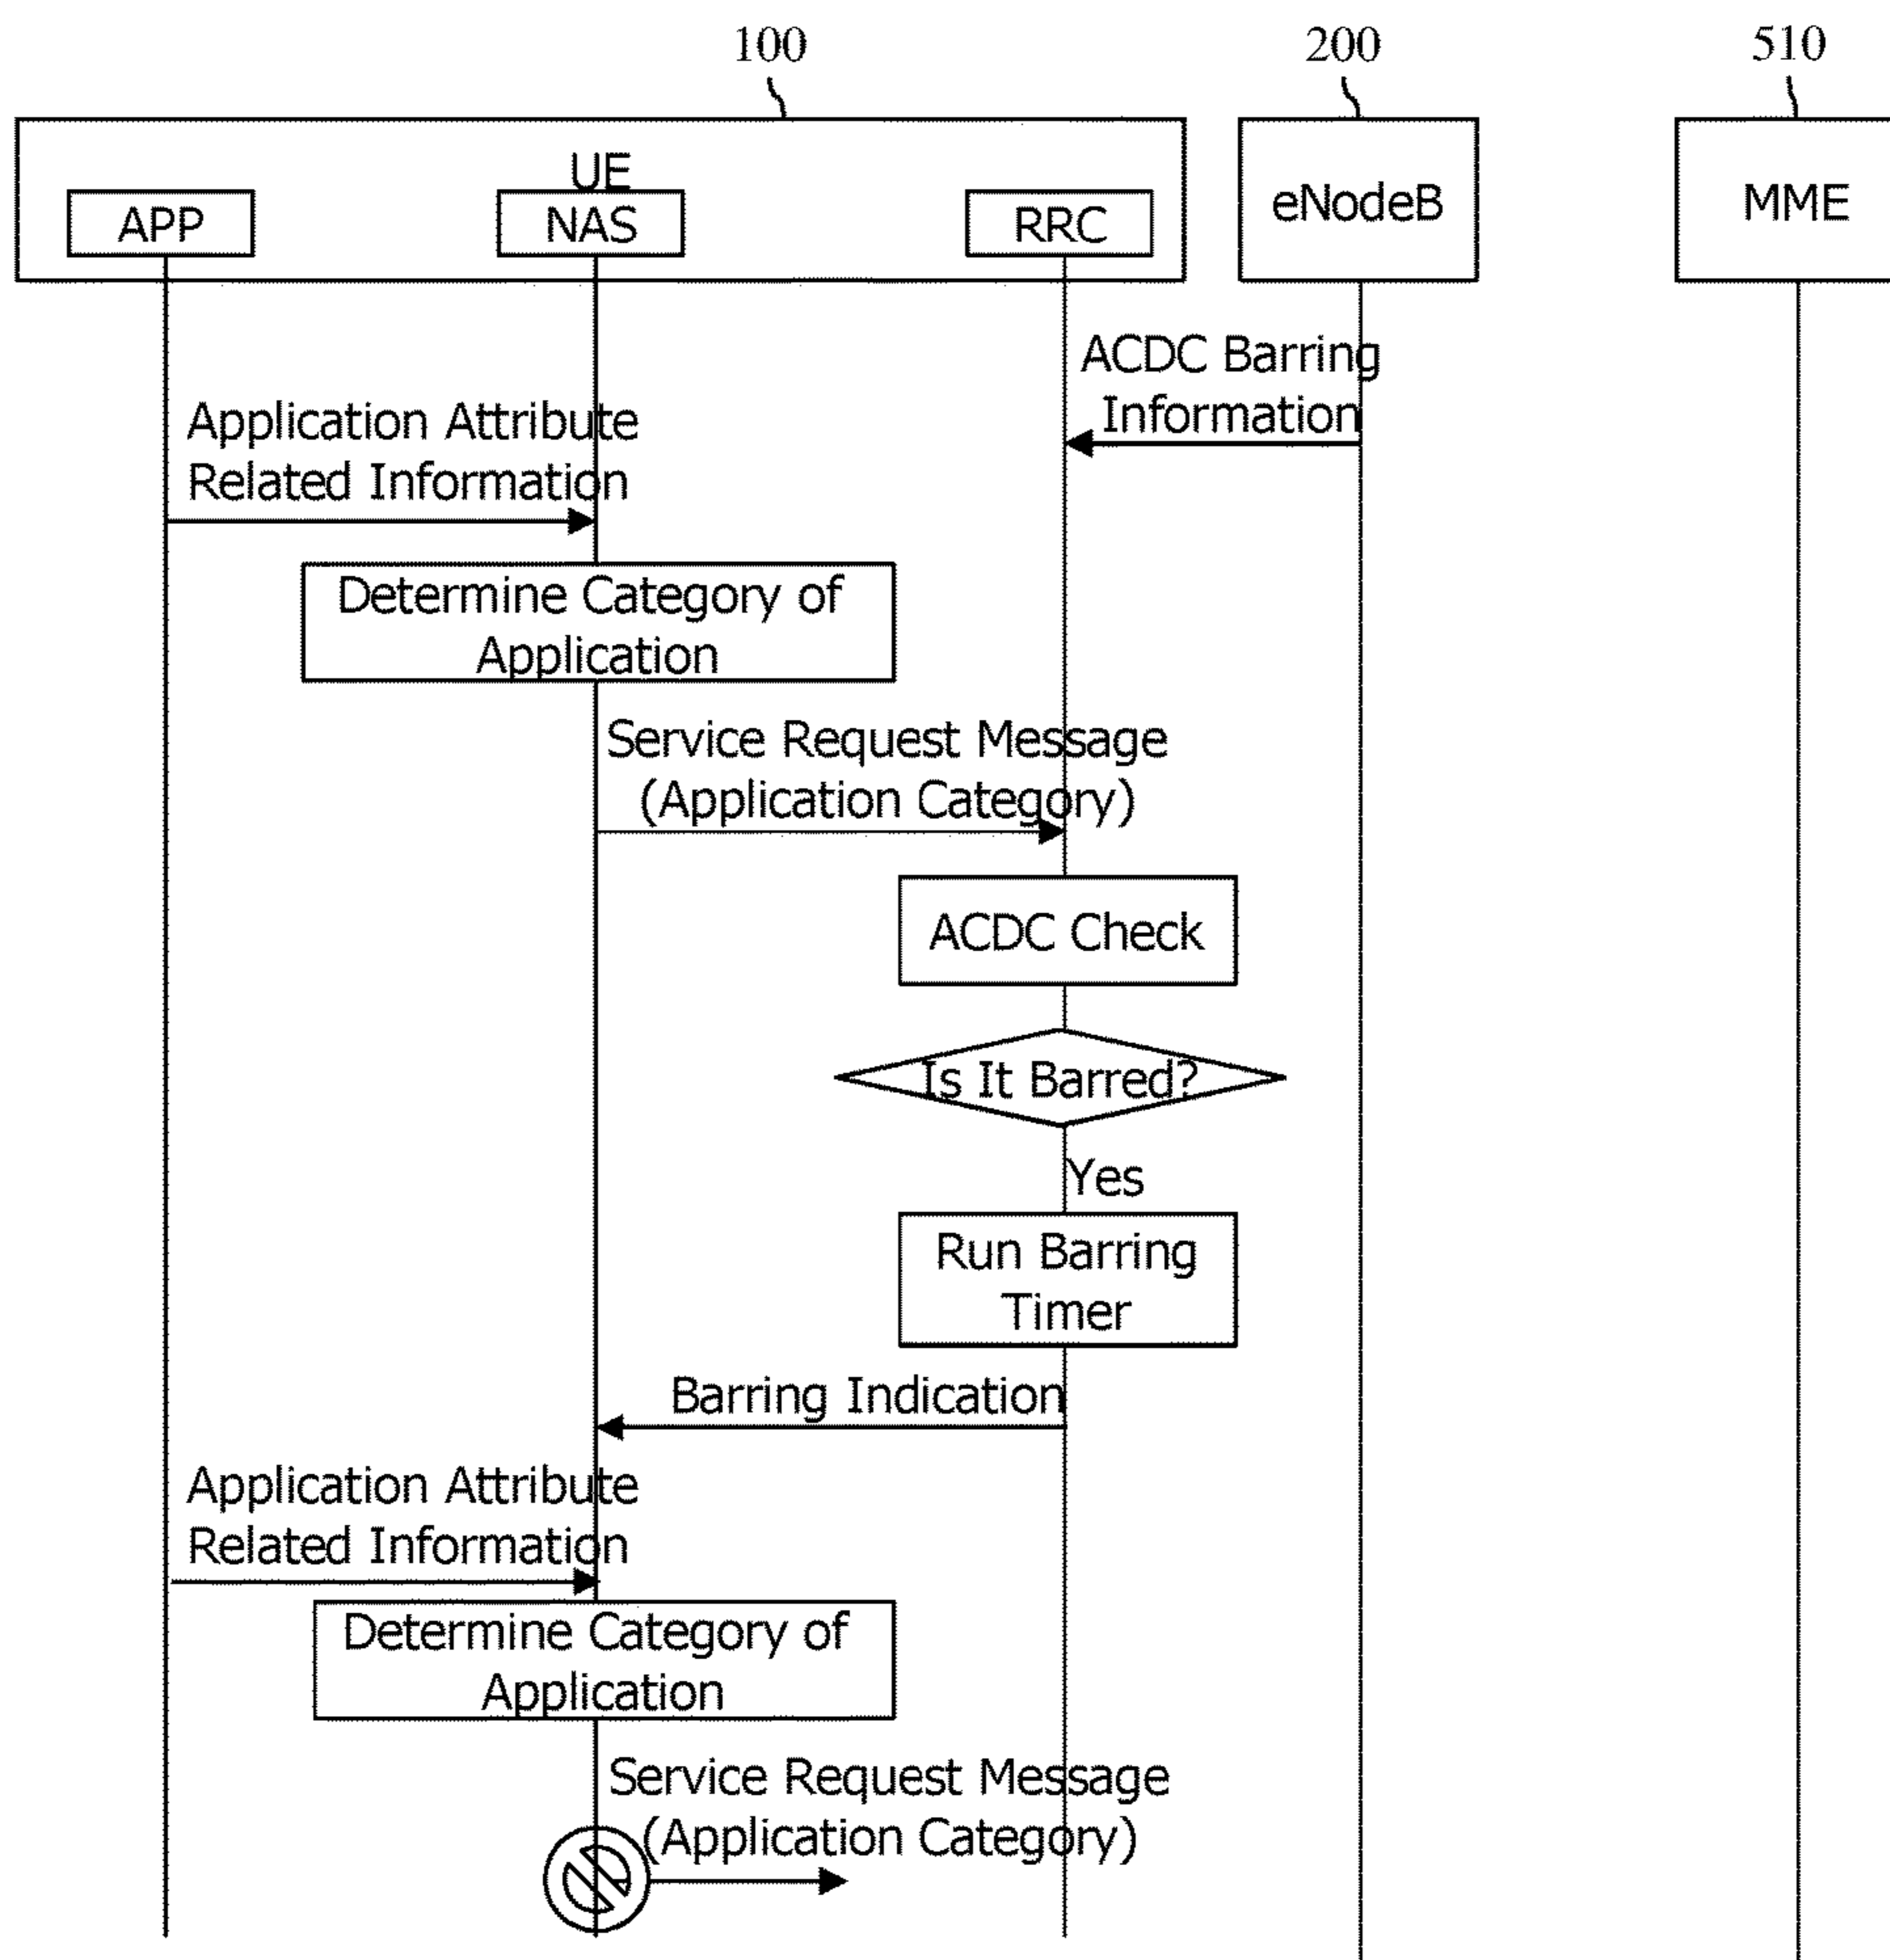 100
200
510
UE
APP
NAS
RRC
eNodeB
MME
ACDC Barring
Information
Application Attribute
Related Information
Determine Category of
Application
Service Request Message
(Application Category)
ACDC Check
Is It Barred?
Yes
Run Barring
Timer
Barring Indication
Application Attribute
Related Information
Determine Category of
Application
Service Request Message
(Application Category)